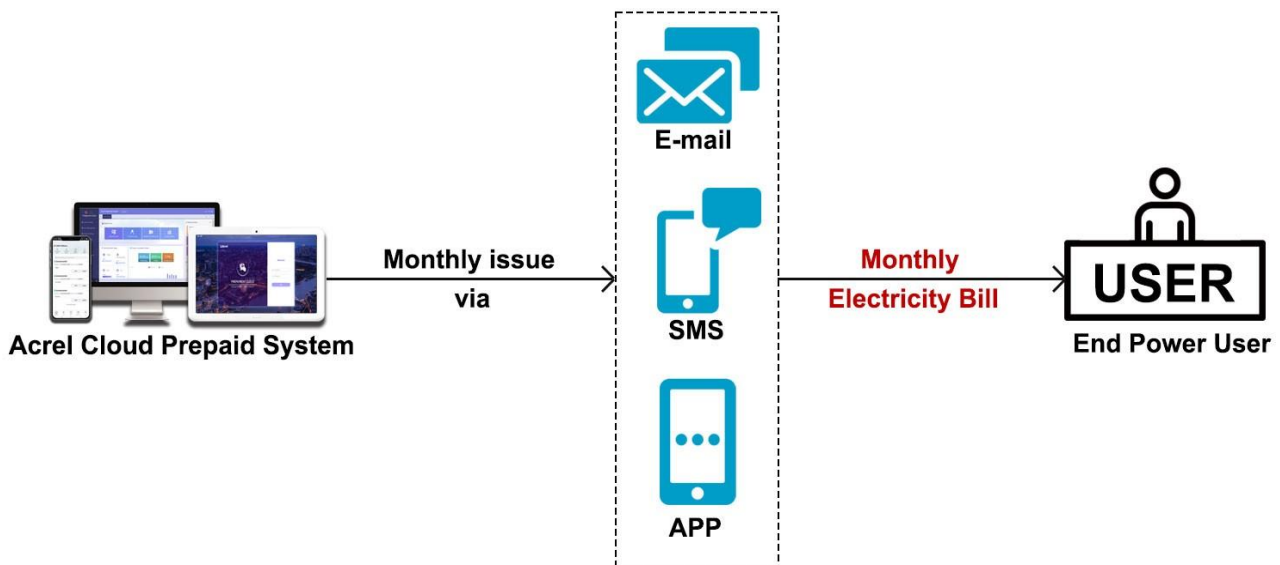 E-mail
Monthly issue
via
SMS
Monthly
Electricity Bill
USER
Acrel Cloud Prepaid System
End Power User
APP